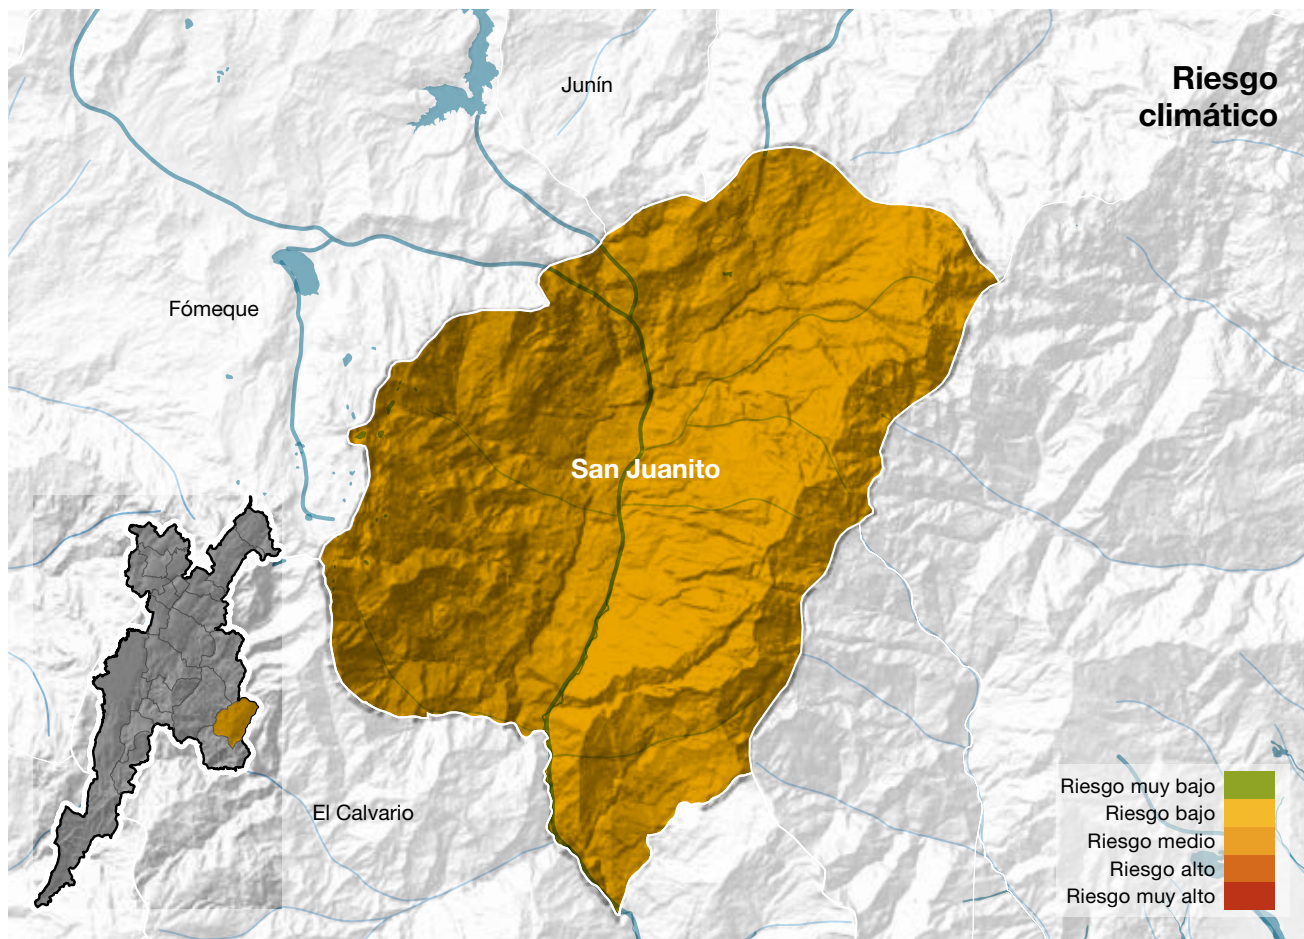 Riesgo
climático
Junín
Fómeque
San Juanito
El Calvario
Riesgo muy bajo
Riesgo bajo
Riesgo medio
Riesgo alto
Riesgo muy alto